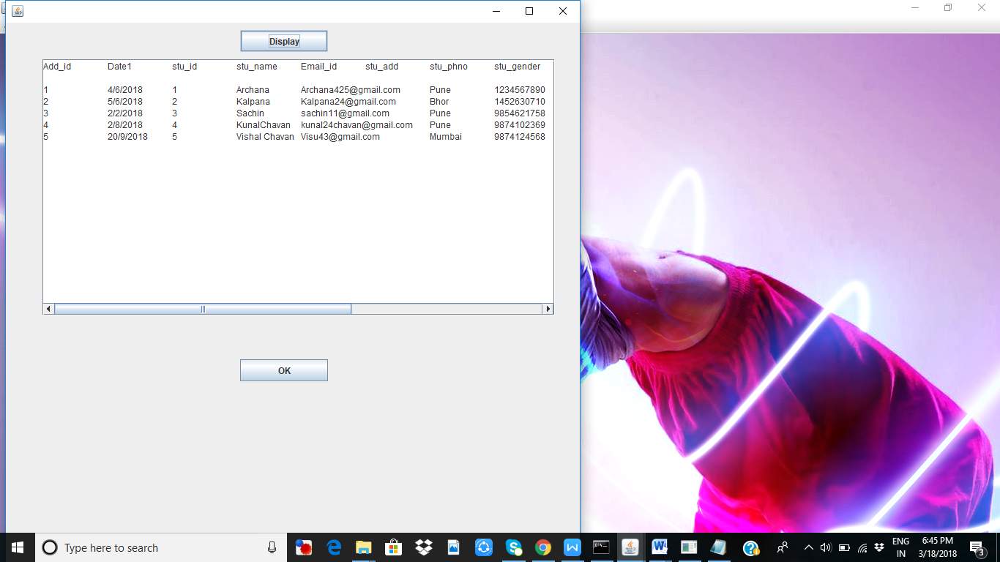 Display
Add_id Date1 stu_id stu_name Email_id stu_add stu_phno stu_gender
1 4/6/2018 1 Archana Archana425@gmail.com Pune 1234567890
2 5/6/2018 2 Kalpana Kalpana24@gmail.com Bhor 1452630710
3 2/2/2018 3 Sachin sachin11@gmail.com Pune 9854621758
4 2/8/2018 4 KunalChavan kunal24chavan@gmail.com Pune 9874102369
5 20/9/2018 5 Vishal Chavan Visu43@gmail.com Mumbai 9874124568
OK
Type here to search
ENG 6:45 PM
IN 3/18/2018
3